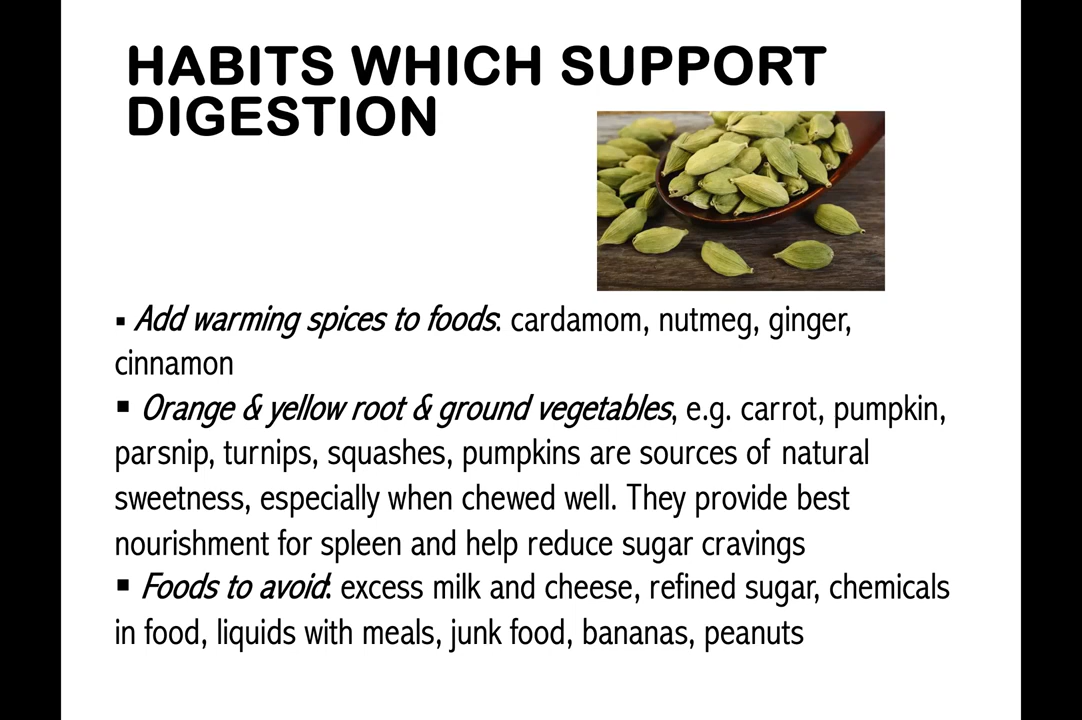 HABITS WHICH SUPPORT
DIGESTION
▪ Add warming spices to foods: cardamom, nutmeg, ginger,
cinnamon
▪ Orange & yellow root & ground vegetables, e.g. carrot, pumpkin,
parsnip, turnips, squashes, pumpkins are sources of natural
sweetness, especially when chewed well. They provide best
nourishment for spleen and help reduce sugar cravings
▪ Foods to avoid: excess milk and cheese, refined sugar, chemicals
in food, liquids with meals, junk food, bananas, peanuts